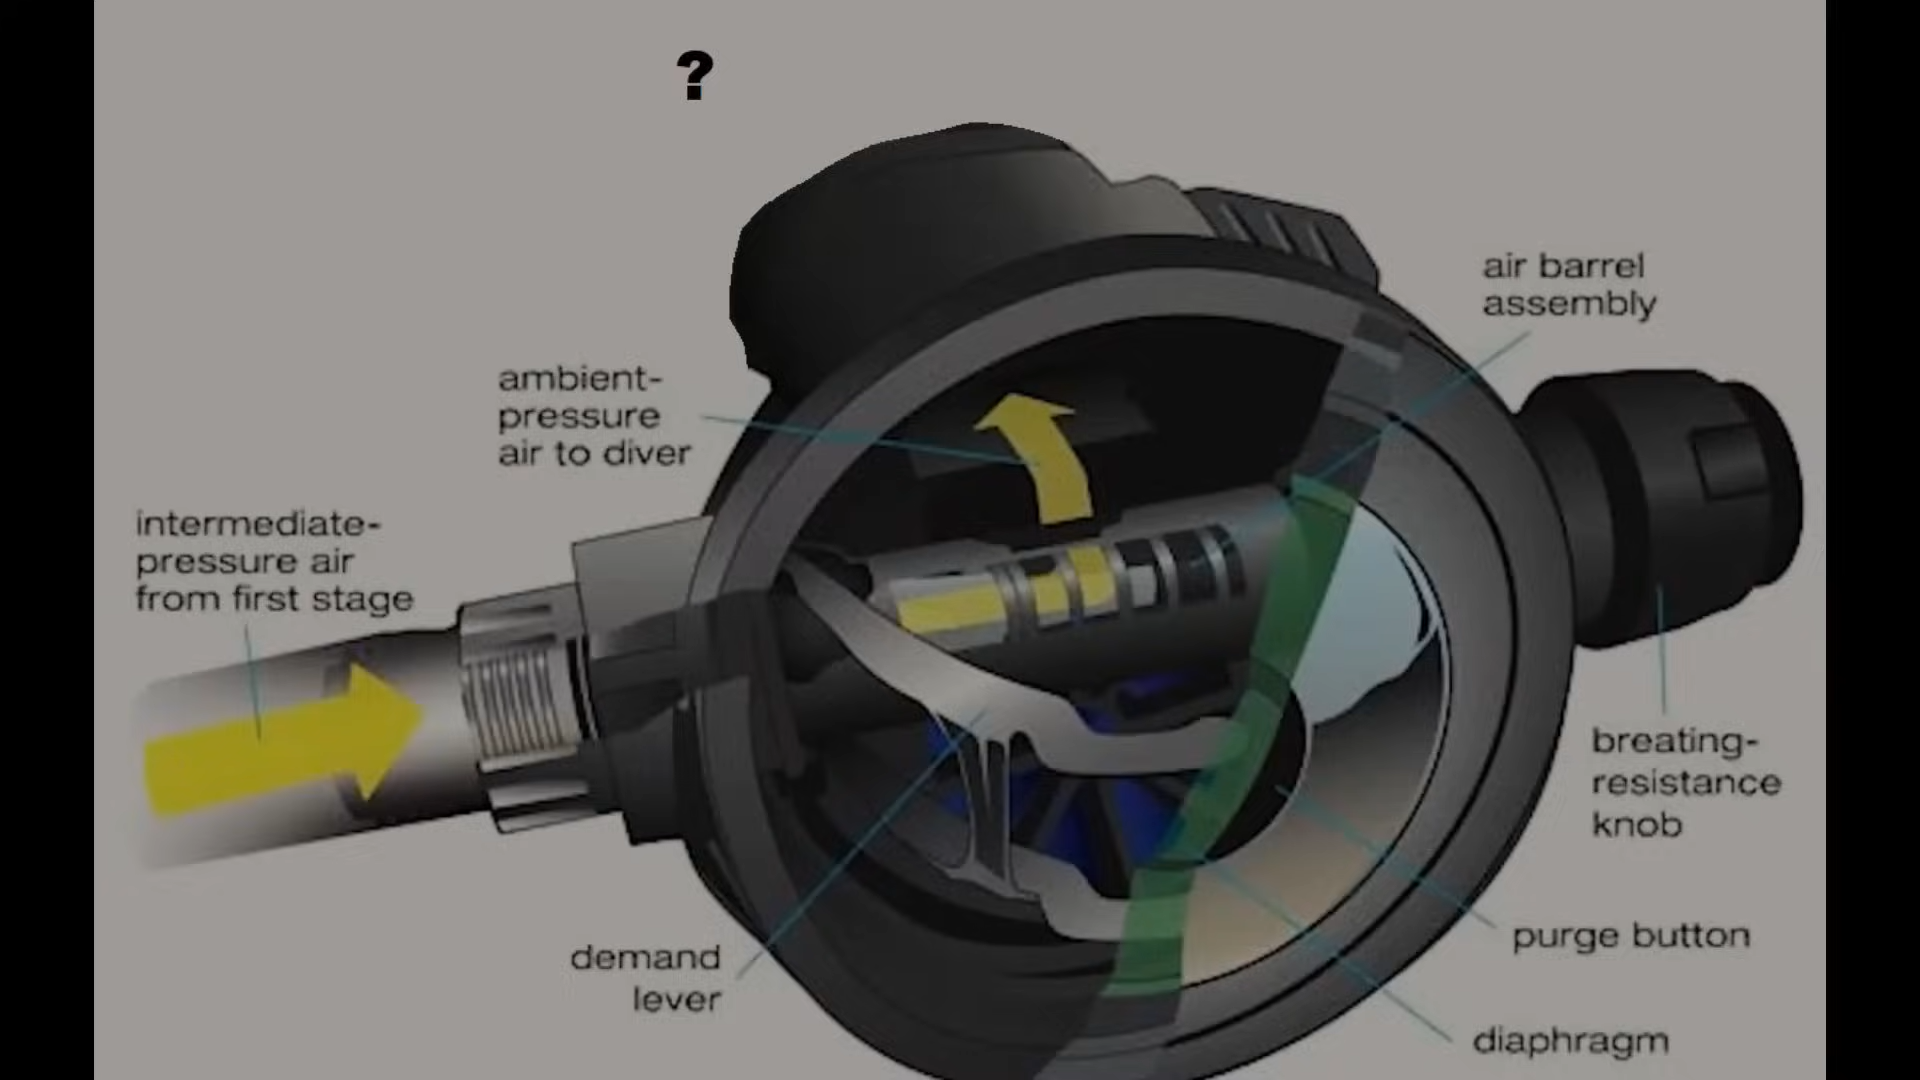 ?
air barrel
assembly
ambient-
pressure
air to diver
intermediate-
pressure air
from first stage
breating-
resistance
knob
purge button
demand
lever
diaphragm